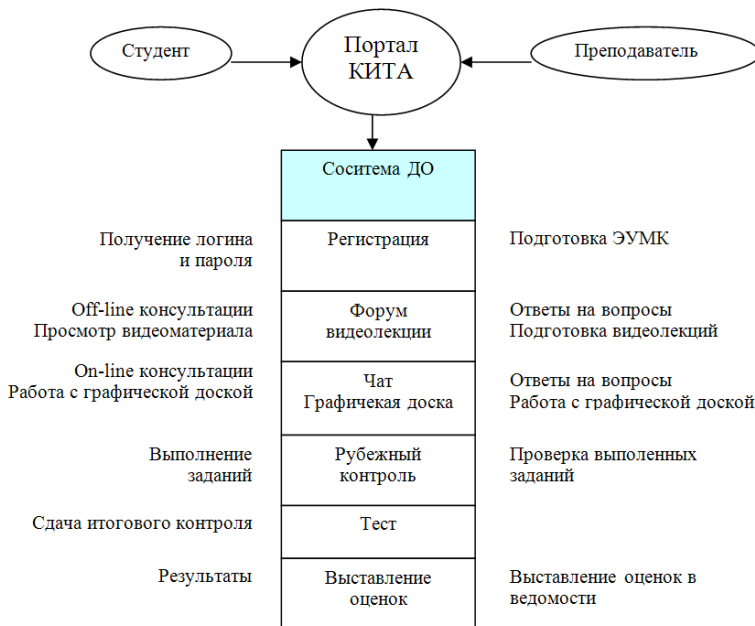 Студент
Портал
КИТА
Преподаватель
Соситема ДО
Получение логина
и пароля
Регистрация
Подготовка ЭУМК
Off-line консультации
Просмотр видеоматериала
Форум
видеолекции
Ответы на вопросы
Подготовка видеолекций
On-line консультации
Работа с графической доской
Чат
Графичекая доска
Ответы на вопросы
Работа с графической доской
Выполнение
заданий
Рубежный
контроль
Проверка выполенных
заданий
Сдача итогового контроля
Тест
Результаты
Выставление
оценок
Выставление оценок в
ведомости